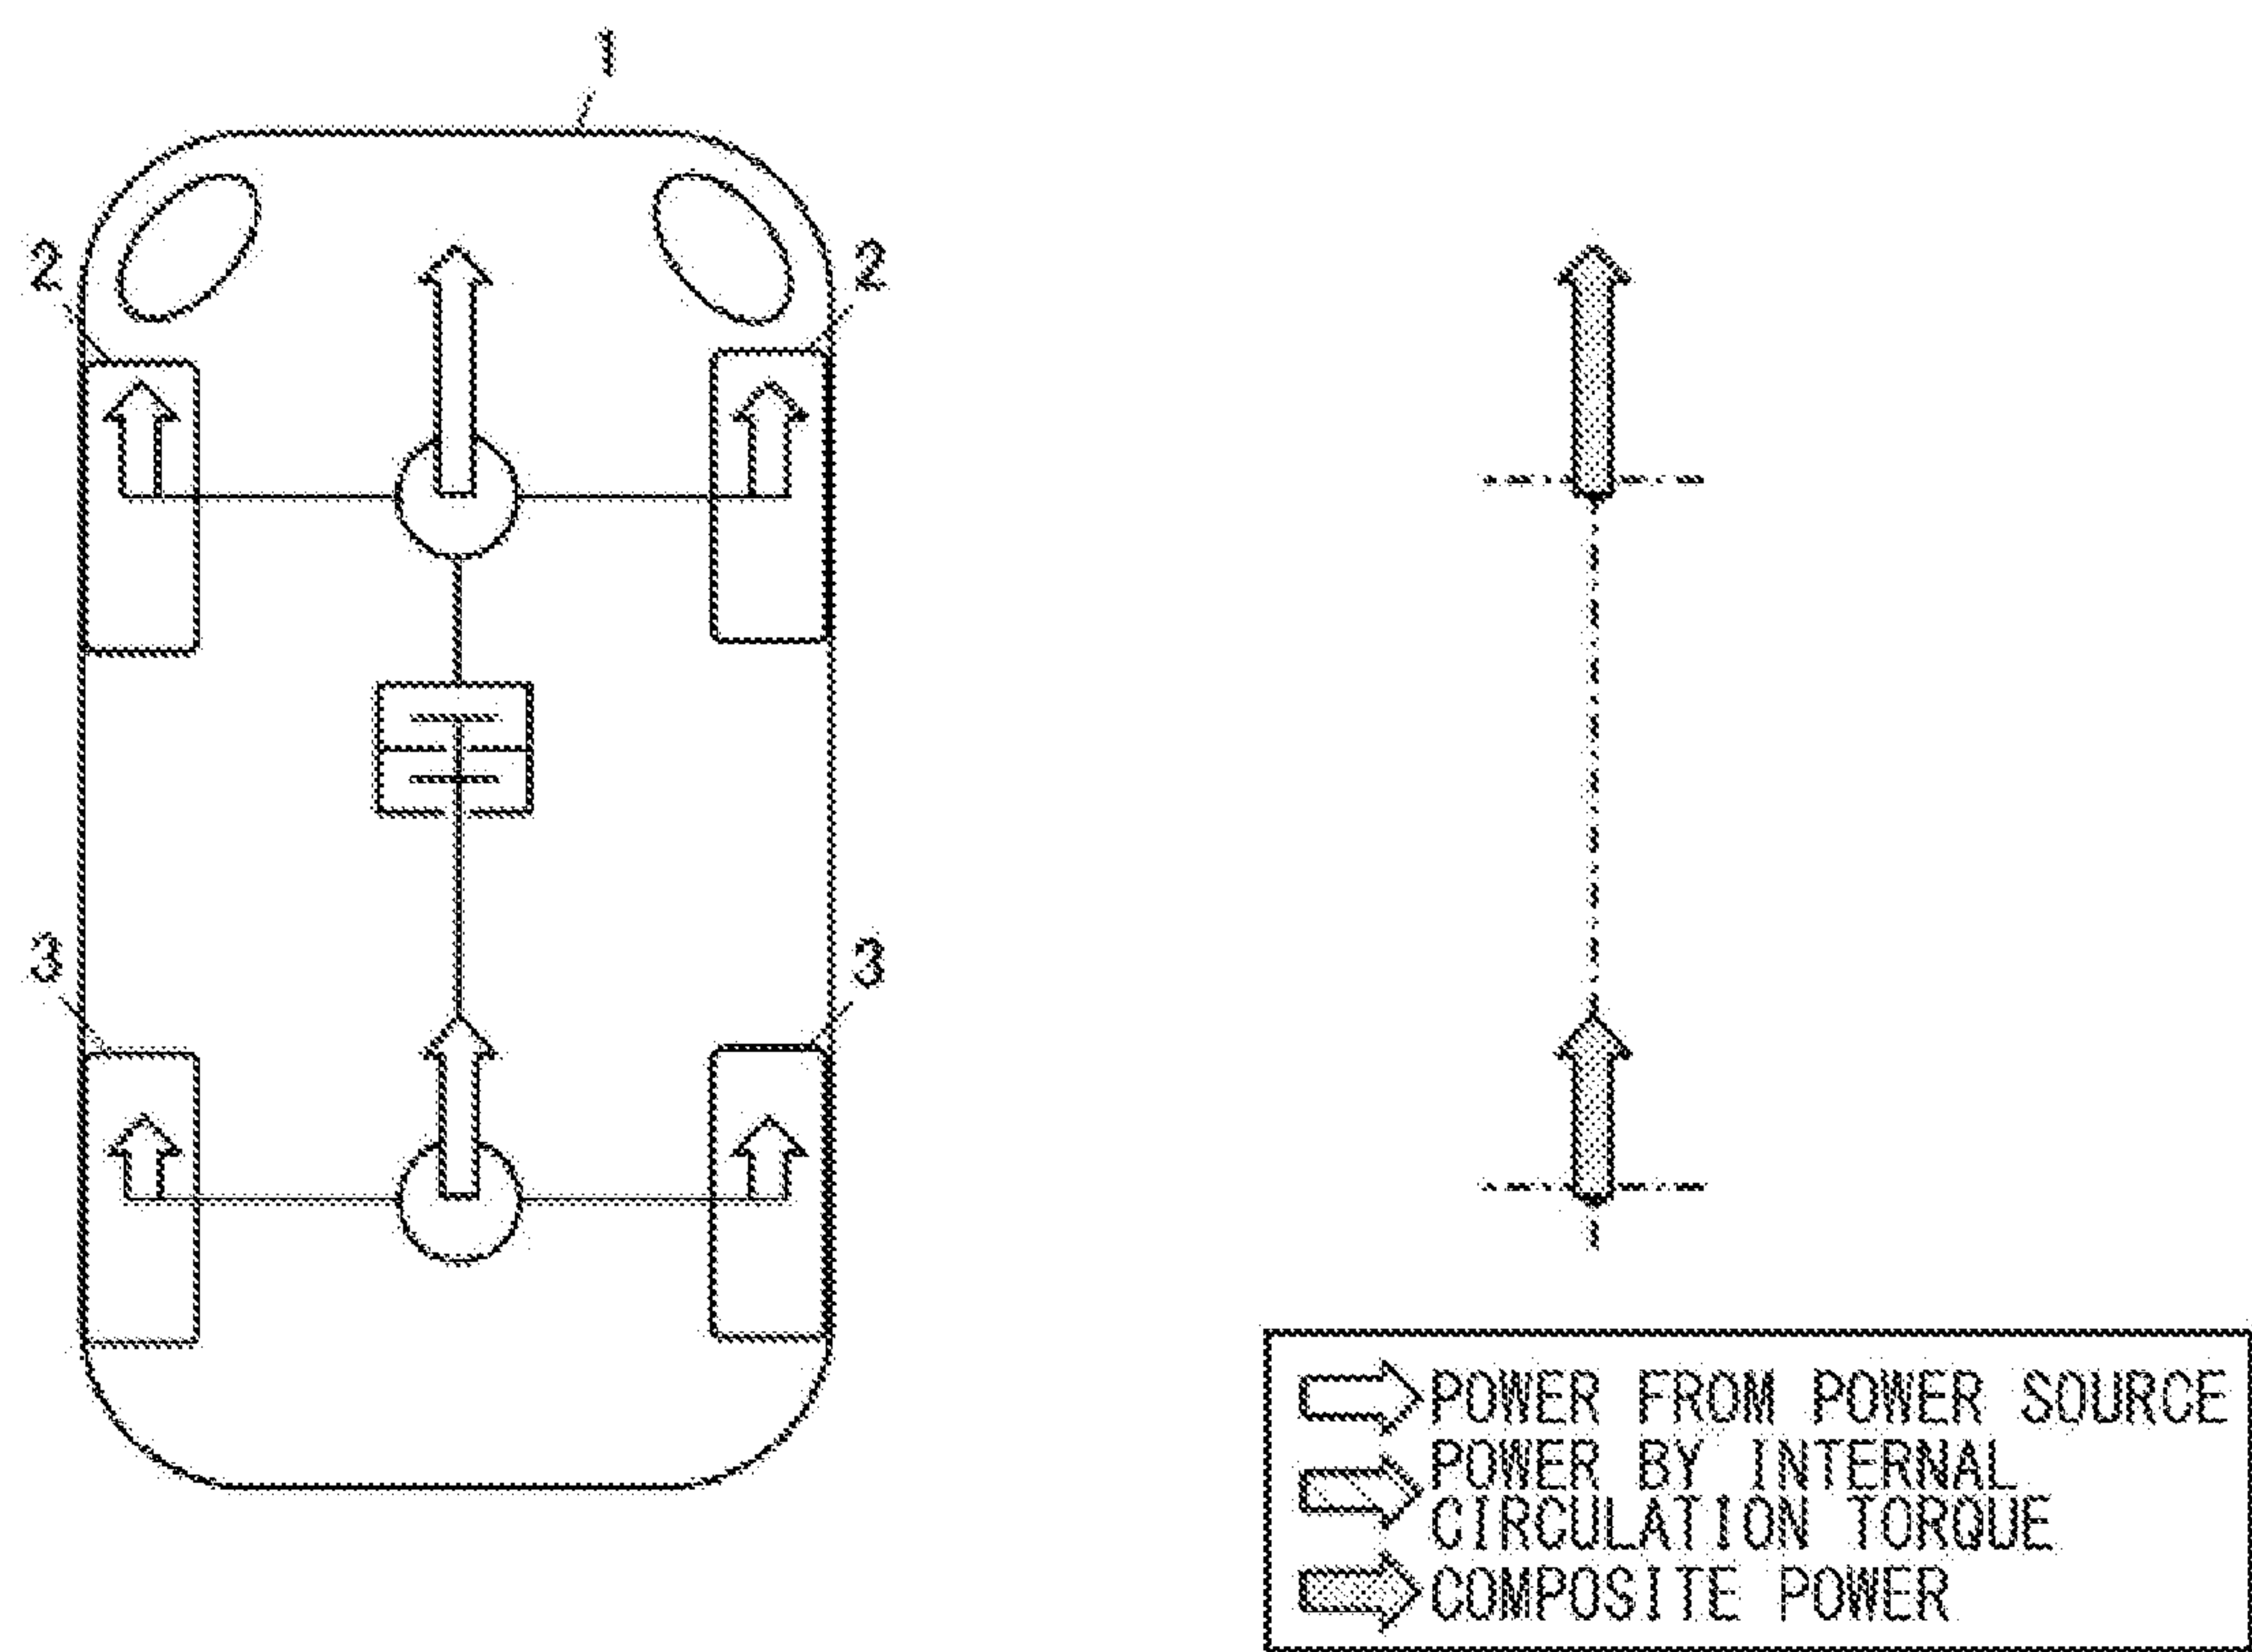 1
2 2
3 3
POWER FROM POWER SOURCE
POWER BY INTERNAL
CIRCULATION TORQUE
COMPOSITE POWER